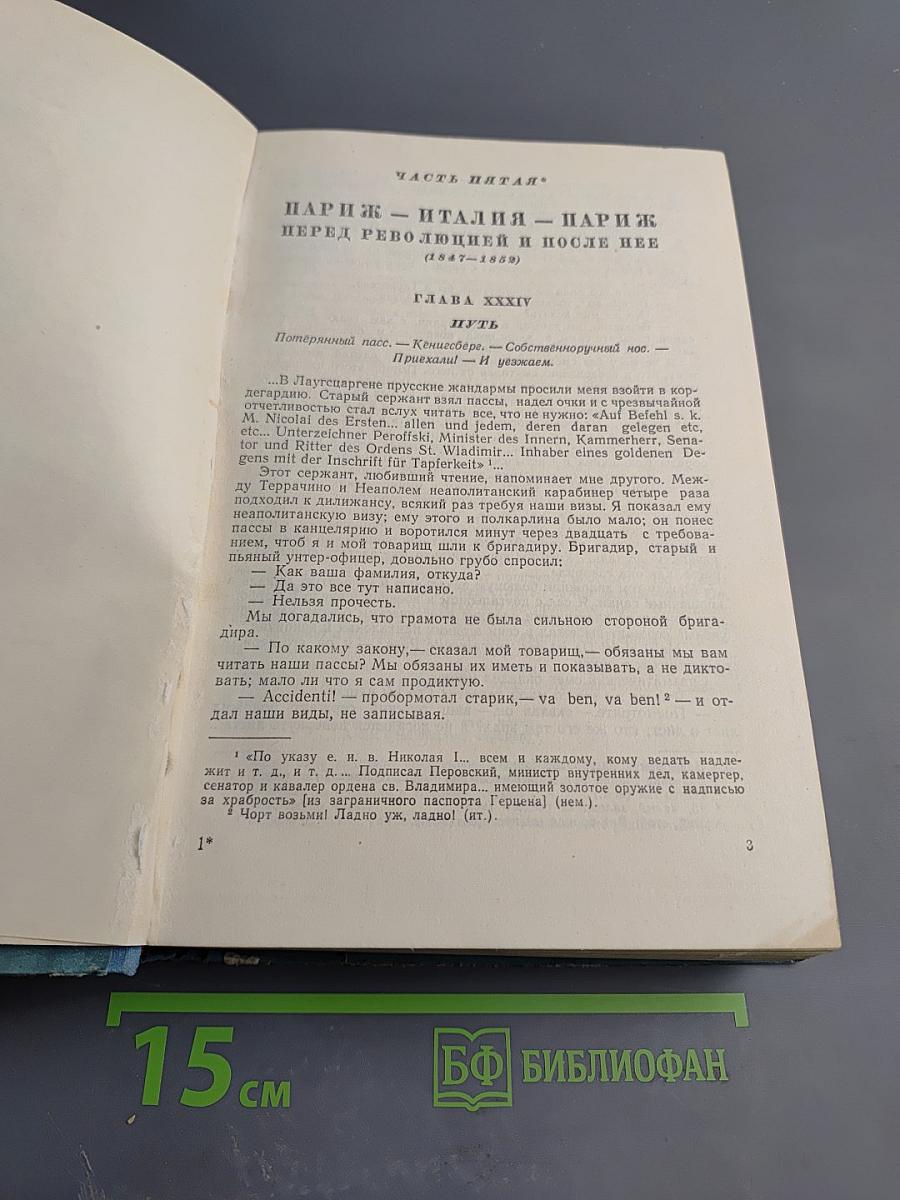 ЧАСТЬ ПЯТАЯ*
ПАРИЖ — ИТАЛИЯ — ПАРИЖ
ПЕРЕД РЕВОЛЮЦИЕЙ И ПОСЛЕ НЕЕ
(1847—1852)
ГЛАВА XXXIV
ПУТЬ
Потерянный пасс. — Кенигсберг. — Собственноручный нос. —
Приехали! — И уезжаем.
...В Лаугсцаргене прусские жандармы просили меня взойти в кор-
дегардию. Старый сержант взял пассы, надел очки и с чрезвычайной
отчетливостью стал вслух читать все, что не нужно: «Auf Befehl s. k.
M. Nicolai des Ersten... allen und jedem, deren daran gelegen etc,
etc... Unterzeichner Peroffski, Minister des Innern, Kammerherr, Sena-
tor und Ritter des Ordens St. Wladimir... Inhaber eines goldenen De-
gens mit der Inschrift für Tapferkeit» ¹...
Этот сержант, любивший чтение, напоминает мне другого. Меж-
ду Террачино и Неаполем неаполитанский карабинер четыре раза
подходил к дилижансу, всякий раз требуя наши визы. Я показал ему
неаполитанскую визу; ему этого и полкарлина было мало; он понес
пассы в канцелярию и воротился минут через двадцать с требова-
нием, чтоб я и мой товарищ шли к бригадиру. Бригадир, старый и
пьяный унтер-офицер, довольно грубо спросил:
— Как ваша фамилия, откуда?
— Да это все тут написано.
— Нельзя прочесть.
Мы догадались, что грамота не была сильною стороной брига-
дира.
— По какому закону,— сказал мой товарищ,— обязаны мы вам
читать наши пассы? Мы обязаны их иметь и показывать, а не дикто-
вать; мало ли что я сам продиктую.
— Accidenti! — пробормотал старик,— va ben, va ben! ² — и от-
дал наши виды, не записывая.
¹ «По указу е. и. в. Николая I... всем и каждому, кому ведать надле-
жит и т. д., и т. д. ... Подписал Перовский, министр внутренних дел, камергер,
сенатор и кавалер ордена св. Владимира... имеющий золотое оружие с надписью
за храбрость» [из заграничного паспорта Герцена] (нем.).
² Чорт возьми! Ладно уж, ладно! (ит.).
1*
3
15 см
БФ БИБЛИОФАН